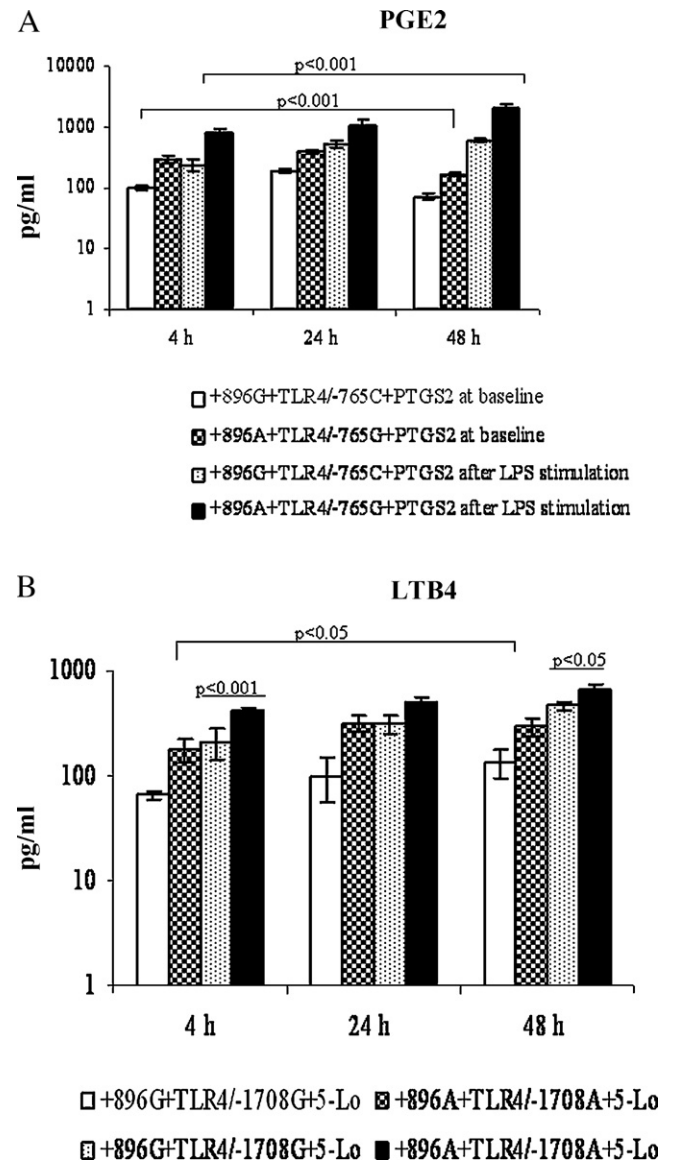 A
PGE2
10000
1000
100
10
1
pg/ml
p<0.001
p<0.001
4 h 24 h 48 h
+896G+TLR4/-765C+PTGS2 at baseline
+896A+TLR4/-765G+PTGS2 at baseline
+896G+TLR4/-765C+PTGS2 after LPS stimulation
+896A+TLR4/-765G+PTGS2 after LPS stimulation
B
LTB4
1000
100
10
1
pg/ml
p<0.05
p<0.001
p<0.05
4 h 24 h 48 h
+896G+TLR4/-1708G+5-Lo +896A+TLR4/-1708A+5-Lo
+896G+TLR4/-1708G+5-Lo +896A+TLR4/-1708A+5-Lo